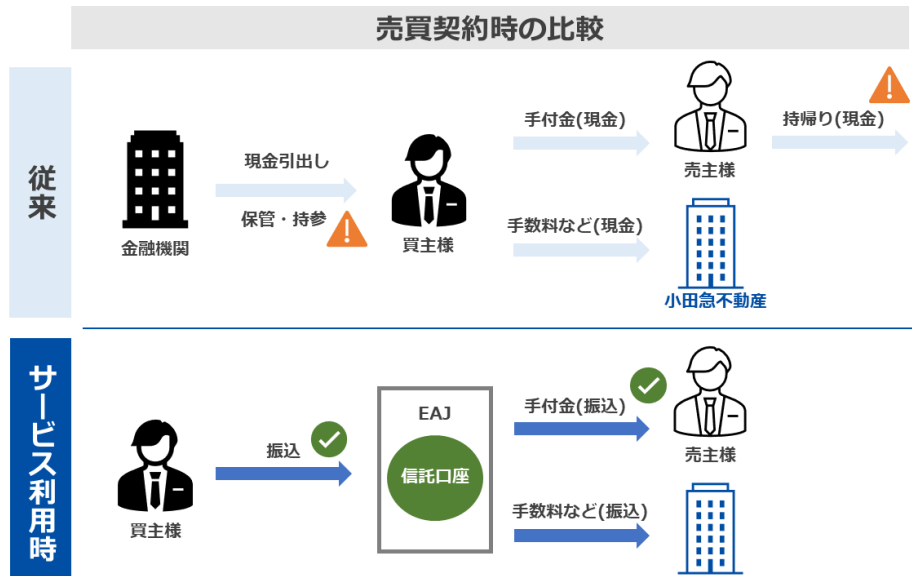 売買契約時の比較
従来
金融機関
現金引出し
保管・持参
買主様
手付金(現金)
手数料など(現金)
売主様
持帰り(現金)
小田急不動産
サービス利用時
買主様
振込
EAJ
信託口座
手付金(振込)
手数料など(振込)
売主様